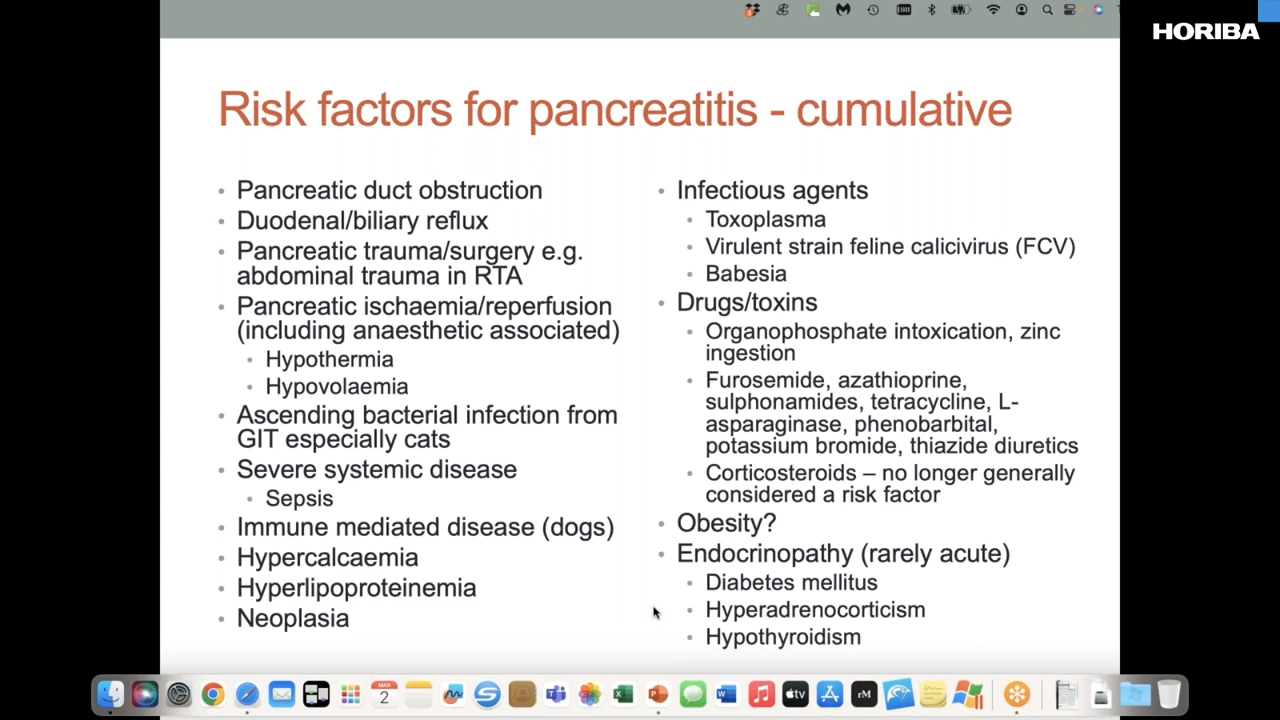 HORIBA
Risk factors for pancreatitis - cumulative
Pancreatic duct obstruction
Duodenal/biliary reflux
Pancreatic trauma/surgery e.g.
abdominal trauma in RTA
Pancreatic ischaemia/reperfusion
(including anaesthetic associated)
Hypothermia
Hypovolaemia
Ascending bacterial infection from
GIT especially cats
Severe systemic disease
Sepsis
Immune mediated disease (dogs)
Hypercalcaemia
Hyperlipoproteinemia
Neoplasia
Infectious agents
Toxoplasma
Virulent strain feline calicivirus (FCV)
Babesia
Drugs/toxins
Organophosphate intoxication, zinc
ingestion
Furosemide, azathioprine,
sulphonamides, tetracycline, L-
asparaginase, phenobarbital,
potassium bromide, thiazide diuretics
Corticosteroids – no longer generally
considered a risk factor
Obesity?
Endocrinopathy (rarely acute)
Diabetes mellitus
Hyperadrenocorticism
Hypothyroidism
MAR
2
tv
rM